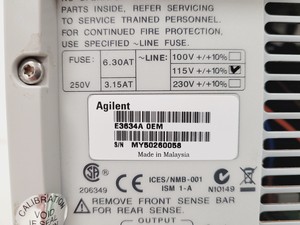 PARTS INSIDE, REFER SERVICING
TO SERVICE TRAINED PERSONNEL.
FOR CONTINUED FIRE PROTECTION,
USE SPECIFIED ~LINE FUSE.
FUSE: 6.30AT ~LINE: 100V +/+10%
115V +/+10%
250V 3.15AT 230V +/+10%
Agilent
E3634A 0EM
S/N MY50260058
Made in Malaysia
206349
ICES/NMB-001
ISM 1-A
N10149
REMOVE FRONT SENSE BAR
FOR REAR SENSE.
CALIBRATION
VOID